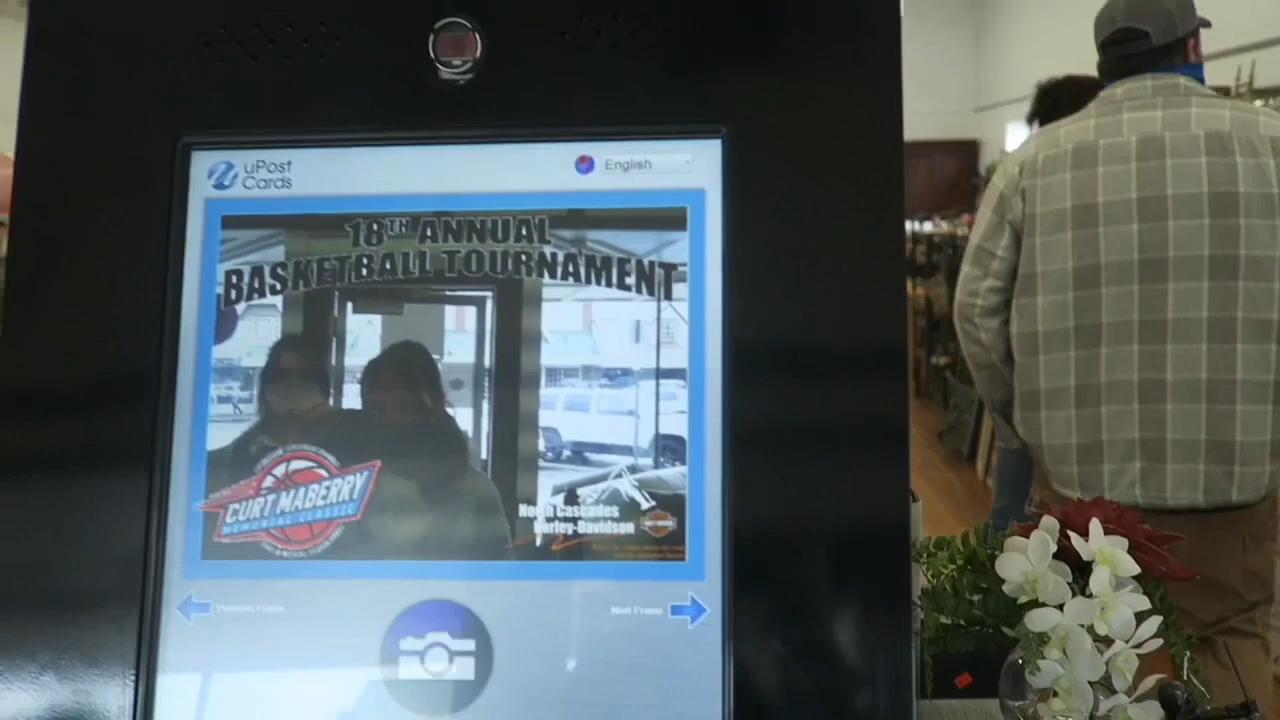 uPost
Cards
English
18TH ANNUAL
BASKETBALL TOURNAMENT
CURT MABERRY
MEMORIAL CLASSIC
North Cascades
Harley-Davidson
Previous Frame
Next Frame